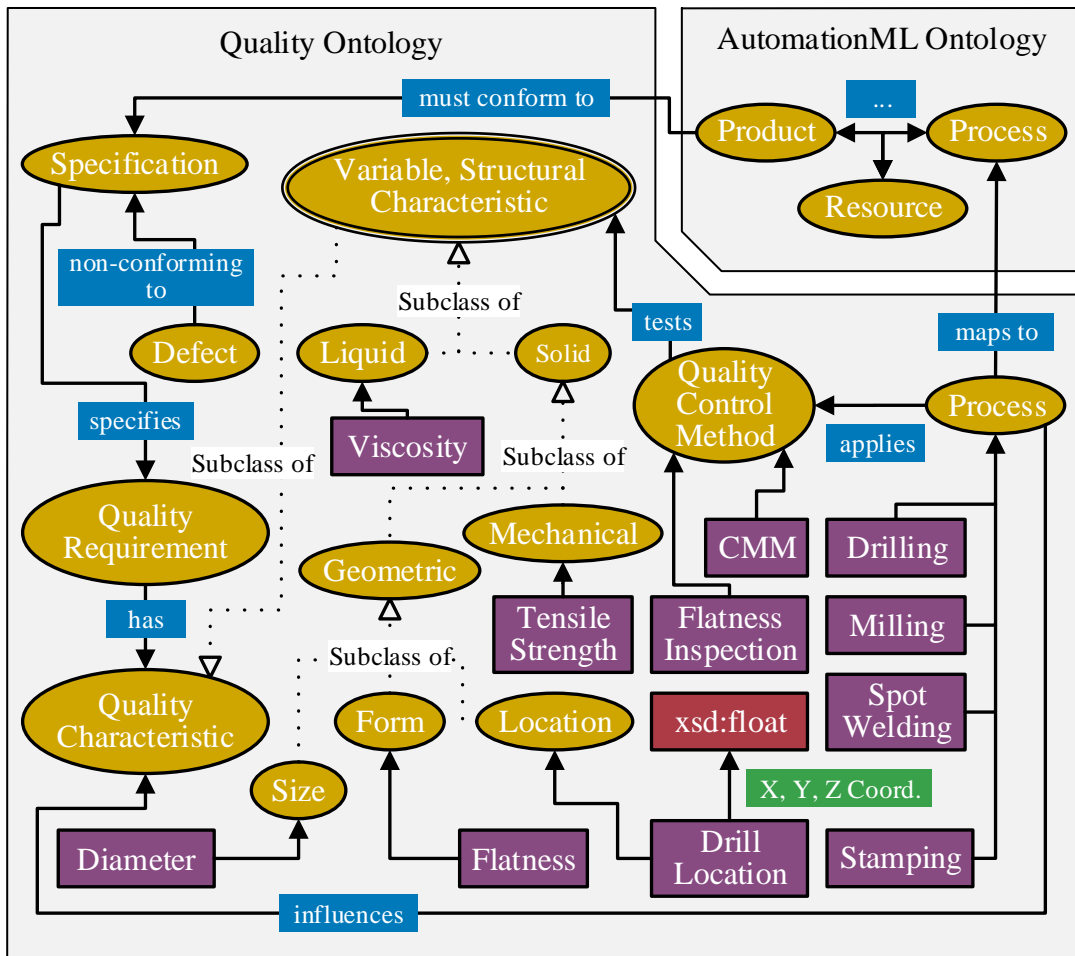 Quality Ontology
AutomationML Ontology
must conform to
...
Product
Process
Specification
Variable, Structural
Characteristic
Resource
non-conforming
to
Subclass of
tests
maps to
Defect
Liquid
Solid
Quality
Control
Method
Process
specifies
applies
Viscosity
Subclass of
Subclass of
Quality
Requirement
Mechanical
CMM
Drilling
Geometric
has
Tensile
Strength
Flatness
Inspection
Milling
Subclass of
Quality
Characteristic
Form
Location
xsd:float
Spot
Welding
Size
X, Y, Z Coord.
Diameter
Flatness
Drill
Location
Stamping
influences